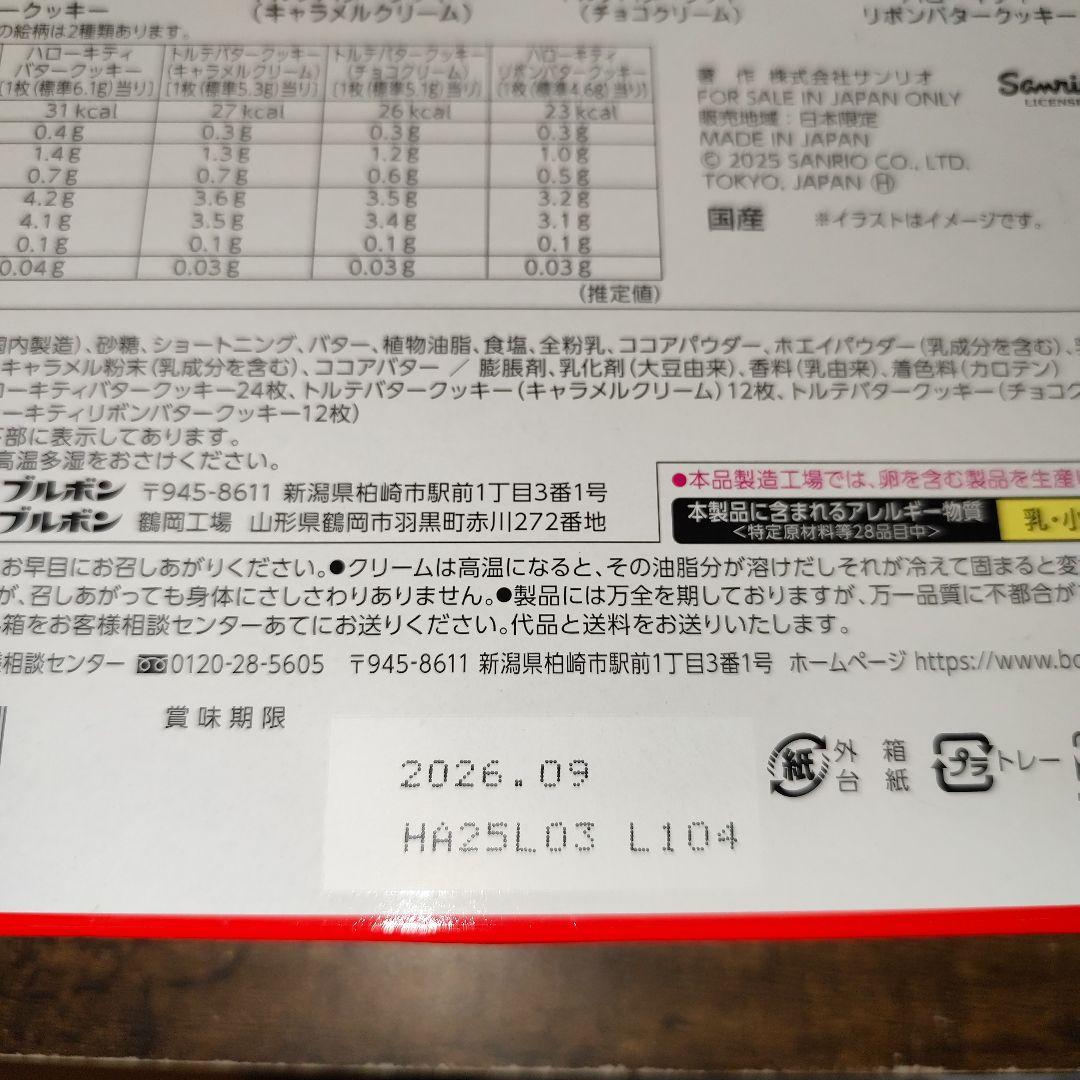 ークッキー
(キャラメルクリーム)
(チョコクリーム)
リボンバタークッキー
の絵柄は2種類あります。
ハローキティ
バタークッキー
[1枚(標準6.1g)当り]
トルテバタークッキー
(キャラメルクリーム)
[1枚(標準5.3g)当り]
トルテバタークッキー
(チョコクリーム)
[1枚(標準5.1g)当り]
ハローキティ
リボンバタークッキー
[1枚(標準4.6g)当り]
31 kcal 27 kcal 26 kcal 23 kcal
0.4g 0.3g 0.3g 0.3g
1.4g 1.3g 1.2g 1.0g
0.7g 0.7g 0.6g 0.5g
4.2g 3.6g 3.5g 3.2g
4.1g 3.5g 3.4g 3.1g
0.1g 0.1g 0.1g 0.1g
0.04g 0.03g 0.03g 0.03g
(推定値)
著 作 株式会社サンリオ
FOR SALE IN JAPAN ONLY
販売地域:日本限定
MADE IN JAPAN
© 2025 SANRIO CO., LTD.
TOKYO, JAPAN Ⓗ
Sanri
LICENSE
国産 ※イラストはイメージです。
国内製造)、砂糖、ショートニング、バター、植物油脂、食塩、全粉乳、ココアパウダー、ホエイパウダー(乳成分を含む)、
キャラメル粉末(乳成分を含む)、ココアバター / 膨脹剤、乳化剤(大豆由来)、香料(乳由来)、着色料(カロテン)
ローキティバタークッキー24枚、トルテバタークッキー(キャラメルクリーム)12枚、トルテバタークッキー(チョコク
ーキティリボンバタークッキー12枚)
下部に表示してあります。
高温多湿をおさけください。
ブルボン 〒945-8611 新潟県柏崎市駅前1丁目3番1号
ブルボン 鶴岡工場 山形県鶴岡市羽黒町赤川272番地
●本品製造工場では、卵を含む製品を生産し
本製品に含まれるアレルギー物質
<特定原材料等28品目中>
乳・小
お早目にお召しあがりください。●クリームは高温になると、その油脂分が溶けだしそれが冷えて固まると変
が、召しあがっても身体にさしさわりありません。●製品には万全を期しておりますが、万一品質に不都合が
箱をお客様相談センターあてにお送りください。代品と送料をお送りいたします。
相談センター 0120-28-5605 〒945-8611 新潟県柏崎市駅前1丁目3番1号 ホームページ https://www.bo
賞味期限
2026.09
HA25L03 L104
紙 外箱
台紙
プラ トレー